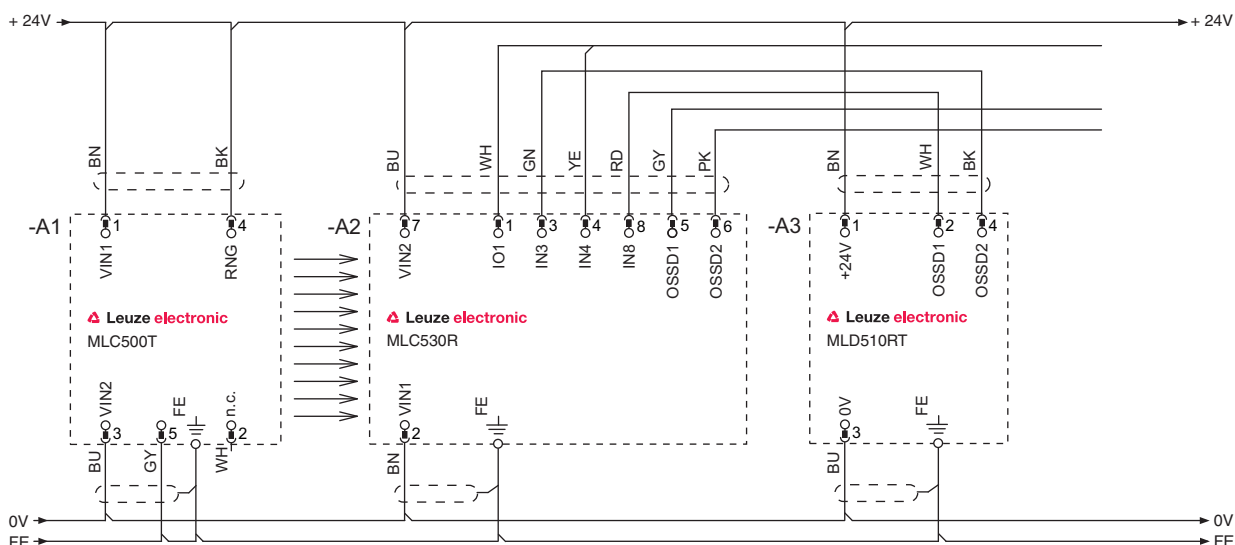 + 24V
+ 24V
BN
BK
BU
WH
GN
YE
RD
GY
PK
BN
WH
BK
-A1
1
4
-A2
7
1
3
4
8
5
6
-A3
1
2
4
VIN1
RNG
VIN2
IO1
IN3
IN4
IN8
OSSD1
OSSD2
+24V
OSSD1
OSSD2
Leuze electronic
MLC500T
Leuze electronic
MLC530R
Leuze electronic
MLD510RT
VIN2
FE
n.c.
VIN1
FE
0V
FE
3
5
2
2
3
BU
GY
WH
BN
BU
0V
0V
FE
FE